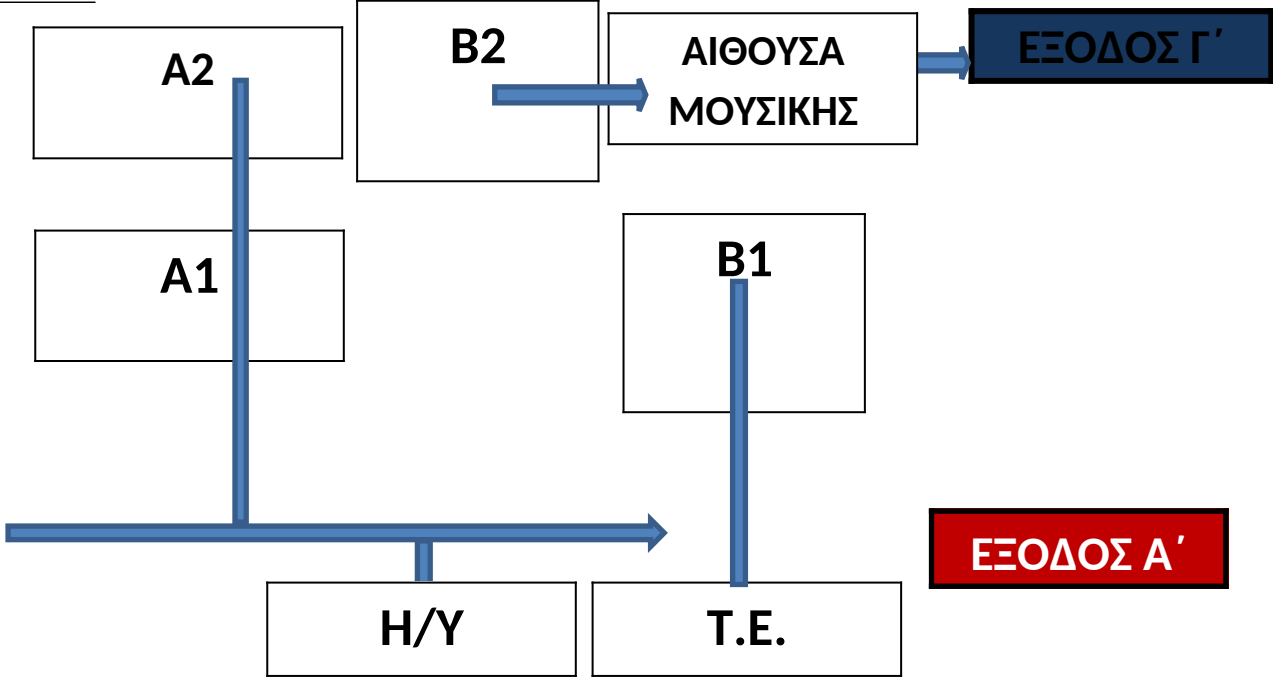 Α2
Β2
ΑΙΘΟΥΣΑ
ΜΟΥΣΙΚΗΣ
ΕΞΟΔΟΣ Γ΄
Α1
Β1
ΕΞΟΔΟΣ Α΄
Η/Υ
Τ.Ε.